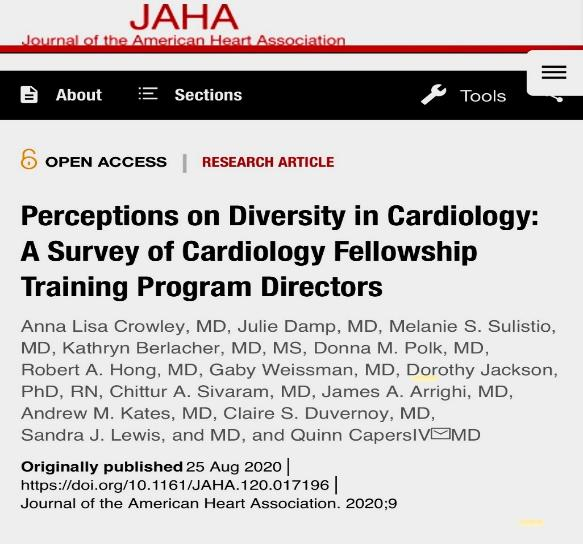 JAHA
Journal of the American Heart Association
About Sections Tools
OPEN ACCESS | RESEARCH ARTICLE
Perceptions on Diversity in Cardiology:
A Survey of Cardiology Fellowship
Training Program Directors
Anna Lisa Crowley, MD, Julie Damp, MD, Melanie S. Sulistio,
MD, Kathryn Berlacher, MD, MS, Donna M. Polk, MD,
Robert A. Hong, MD, Gaby Weissman, MD, Dorothy Jackson,
PhD, RN, Chittur A. Sivaram, MD, James A. Arrighi, MD,
Andrew M. Kates, MD, Claire S. Duvernoy, MD,
Sandra J. Lewis, and MD, and Quinn CapersIV MD
Originally published 25 Aug 2020 |
https://doi.org/10.1161/JAHA.120.017196 |
Journal of the American Heart Association. 2020;9